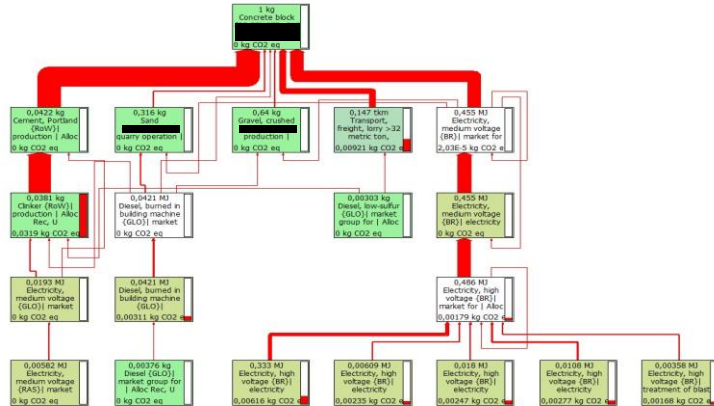 1 kg
Concrete block
0 kg CO2 eq
0,0422 kg
Cement, Portland
{RoW}|
production | Alloc
0 kg CO2 eq
0,316 kg
Sand
quarry operation |
0 kg CO2 eq
0,64 kg
Gravel, crushed
production |
0 kg CO2 eq
0,147 tkm
Transport,
freight, lorry >32
metric ton,
0,00921 kg CO2 e
0,455 MJ
Electricity,
medium voltage
{BR}| market for
2,03E-5 kg CO2 e
0,0381 kg
Clinker {RoW}|
production | Alloc
Rec, U
0,0319 kg CO2 eq
0,0421 MJ
Diesel, burned in
building machine
{GLO}| market
0 kg CO2 eq
0,00303 kg
Diesel, low-sulfur
{GLO}| market
group for | Alloc
0 kg CO2 eq
0,455 MJ
Electricity,
medium voltage
{BR}| electricity
0 kg CO2 eq
0,0193 MJ
Electricity,
medium voltage
{GLO}| market
0 kg CO2 eq
0,0421 MJ
Diesel, burned in
building machine
{GLO}|
0,00311 kg CO2 eq
0,486 MJ
Electricity, high
voltage {BR}|
market for | Alloc
0,00179 kg CO2 eq
0,00582 MJ
Electricity,
medium voltage
{RAS}| market
0 kg CO2 eq
0,00376 kg
Diesel {GLO}|
market group for
| Alloc Rec, U
0 kg CO2 eq
0,333 MJ
Electricity, high
voltage {BR}|
electricity
0,00616 kg CO2 e
0,00609 MJ
Electricity, high
voltage {BR}|
electricity
0,00235 kg CO2 e
0,018 MJ
Electricity, high
voltage {BR}|
electricity
0,00247 kg CO2 e
0,0108 MJ
Electricity, high
voltage {BR}|
electricity
0,00277 kg CO2 e
0,00358 MJ
Electricity, high
voltage {BR}|
treatment of blast
0,00168 kg CO2 e